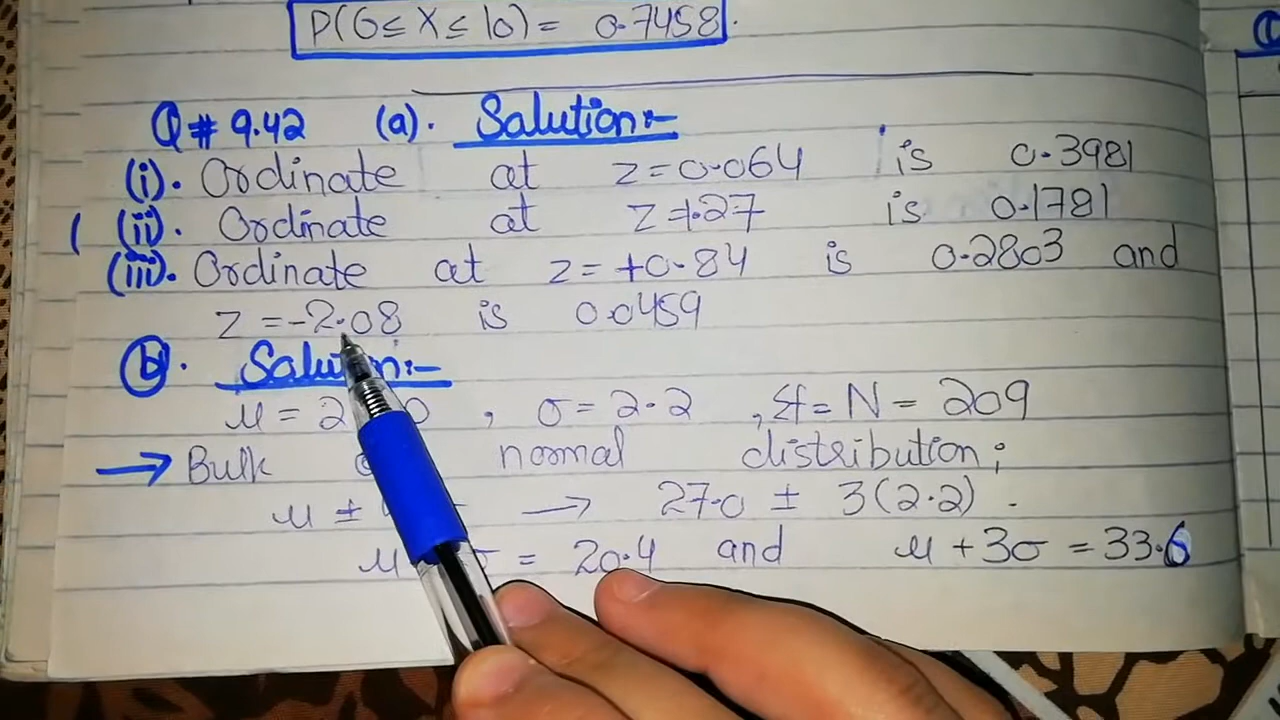 P(6≤ X ≤ 10) = 0.7458.
Q # 9.42 (a). Solution:-
(i). Ordinate at z=0.064 is 0.3981
(ii). Ordinate at z=1.27 is 0.1781
(iii). Ordinate at z= +0.84 is 0.2803 and
z = -2.08 is 0.0459
(b). Solution:-
μ = , σ = 2.2 , Σf = N = 209
→ Bulk normal distribution;
μ ± → 27.0 ± 3(2.2).
μ = 20.4 and μ + 3σ = 33.6